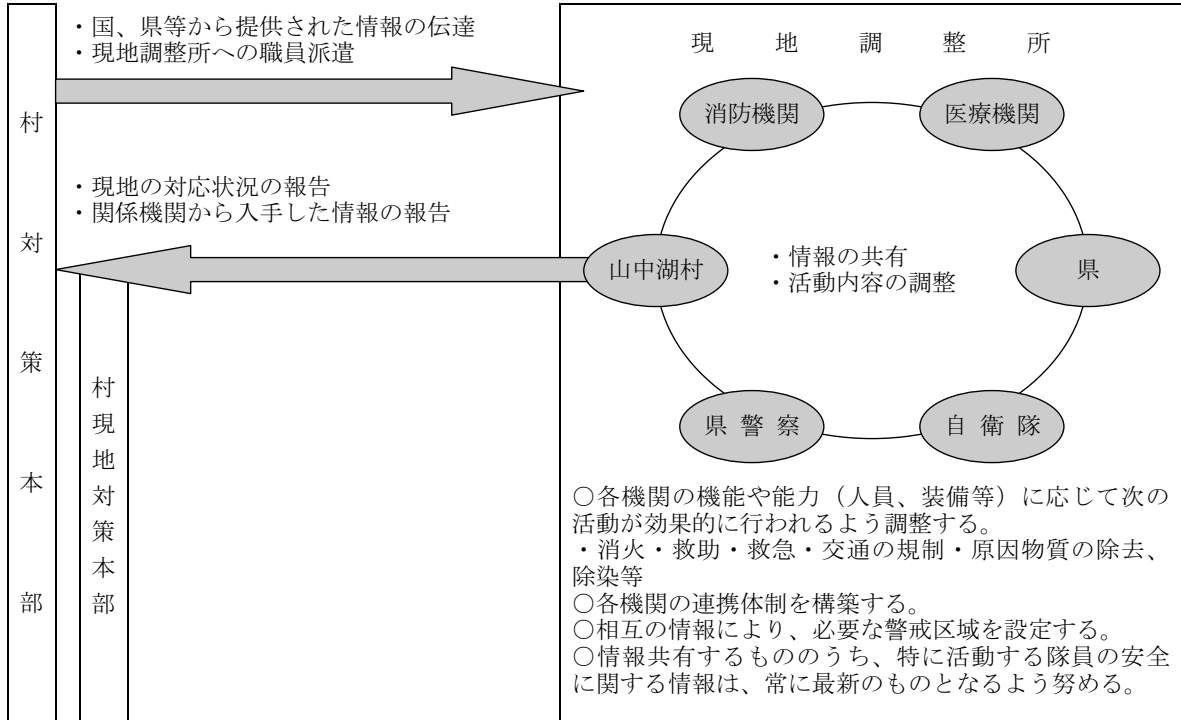 ・国、県等から提供された情報の伝達
・現地調整所への職員派遣
村対策本部
・現地の対応状況の報告
・関係機関から入手した情報の報告
村現地対策本部
現地調整所
消防機関
医療機関
山中湖村
・情報の共有
・活動内容の調整
県
県警察
自衛隊
○各機関の機能や能力（人員、装備等）に応じて次の
活動が効果的に行われるよう調整する。
・消火・救助・救急・交通の規制・原因物質の除去、
除染等
○各機関の連携体制を構築する。
○相互の情報により、必要な警戒区域を設定する。
○情報共有するもののうち、特に活動する隊員の安全
に関する情報は、常に最新のものとなるよう努める。